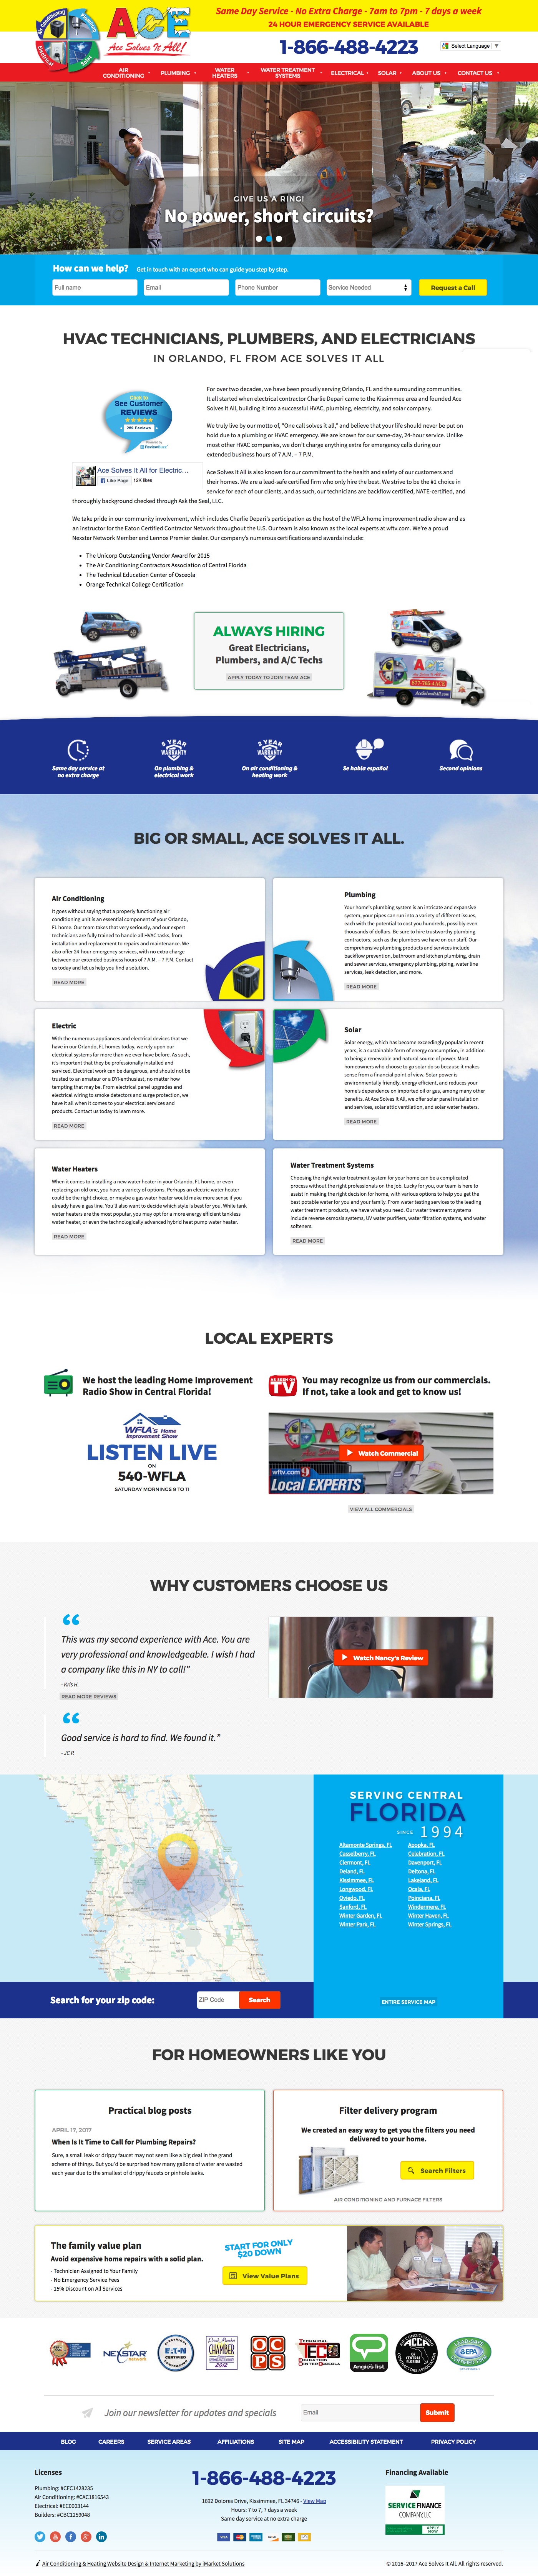 ACE
Ace Solves It All!
Same Day Service - No Extra Charge - 7am to 7pm - 7 days a week
24 HOUR EMERGENCY SERVICE AVAILABLE
1-866-488-4223
Select Language
AIR CONDITIONING
PLUMBING
WATER HEATERS
WATER TREATMENT SYSTEMS
ELECTRICAL
SOLAR
ABOUT US
CONTACT US
GIVE US A RING!
No power, short circuits?
How can we help? Get in touch with an expert who can guide you step by step.
Full name
Email
Phone Number
Service Needed
Request a Call
HVAC TECHNICIANS, PLUMBERS, AND ELECTRICIANS
IN ORLANDO, FL FROM ACE SOLVES IT ALL
Click to
See Customer
REVIEWS
Ace Solves It All for Electric...
Like Page 12K likes
For over two decades, we have been proudly serving Orlando, FL and the surrounding communities.
It all started when electrical contractor Charlie Depari came to the Kissimmee area and founded Ace
Solves It All, building it into a successful HVAC, plumbing, electricity, and solar company.
We truly live by our motto of, "One call solves it all," and believe that your life should never be put on
hold due to a plumbing or HVAC emergency. We are known for our same-day, 24-hour service. Unlike
most other HVAC companies, we don't charge anything extra for emergency calls during our
extended business hours of 7 A.M. – 7 P.M.
Ace Solves It All is also known for our commitment to the health and safety of our customers and
their homes. We are a lead-safe certified firm who only hire the best. We strive to be the #1 choice in
service for each of our clients, and as such, our technicians are backflow certified, NATE-certified, and
thoroughly background checked through Ask the Seal, LLC.
We take pride in our community involvement, which includes Charlie Depari's participation as the host of the WFLA home improvement radio show and as
an instructor for the Eaton Certified Contractor Network throughout the U.S. Our team is also known as the local experts at wftv.com. We're a proud
Nexstar Network Member and Lennox Premier dealer. Our company's numerous certifications and awards include:
• The Unicorp Outstanding Vendor Award for 2015
• The Air Conditioning Contractors Association of Central Florida
• The Technical Education Center of Osceola
• Orange Technical College Certification
ALWAYS HIRING
Great Electricians,
Plumbers, and A/C Techs
APPLY TODAY TO JOIN TEAM ACE
ACE
Same day service at
no extra charge
2 YEAR
WARRANTY
On plumbing &
electrical work
WARRANTY
On air conditioning &
heating work
Se habla español
Second opinions
BIG OR SMALL, ACE SOLVES IT ALL.
Air Conditioning
It goes without saying that a properly functioning air
conditioning unit is an essential component of your Orlando,
FL home. Our team takes that very seriously, and our expert
technicians are fully trained to handle all HVAC tasks, from
installation and replacement to repairs and maintenance. We
also offer 24-hour emergency services, with no extra charge
between our extended business hours of 7 A.M. – 7 P.M. Contact
us today and let us help you find a solution.
READ MORE
Plumbing
Your home's plumbing system is an intricate and expansive
system, your pipes can run into a variety of different issues,
each with the potential to cost you hundreds, possibly even
thousands of dollars. Be sure to hire trustworthy plumbing
contractors, such as the plumbers we have on our staff. Our
comprehensive plumbing products and services include
backflow prevention, bathroom and kitchen plumbing, drain
and sewer services, emergency plumbing, piping, water line
services, leak detection, and more.
READ MORE
Electric
With the numerous appliances and electrical devices that we
have in our Orlando, FL homes today, we rely upon our
electrical systems far more than we ever have before. As such,
it's important that they be professionally installed and
serviced. Electrical work can be dangerous, and should not be
trusted to an amateur or a DYI-enthusiast, no matter how
tempting that may be. From electrical panel upgrades and
electrical wiring to smoke detectors and surge protection, we
have it all when it comes to your electrical services and
products. Contact us today to learn more.
READ MORE
Solar
Solar energy, which has become exceedingly popular in recent
years, is a sustainable form of energy consumption, in addition
to being a renewable and natural source of power. Most
homeowners who choose to go solar do so because it makes
sense from a financial point of view. Solar power is
environmentally friendly, energy efficient, and reduces your
home's dependence on imported oil or gas, among many other
benefits. At Ace Solves It All, we offer solar panel installation
and services, solar attic ventilation, and solar water heaters.
READ MORE
Water Heaters
When it comes to installing a new water heater in your Orlando, FL home, or even
replacing an old one, you have a variety of options. Perhaps an electric water heater
could be the right choice, or maybe a gas water heater would make more sense if you
already have a gas line. You'll also want to decide which style is best for you. While tank
water heaters are the most popular, you may opt for a more energy efficient tankless
water heater, or even the technologically advanced hybrid heat pump water heater.
READ MORE
Water Treatment Systems
Choosing the right water treatment system for your home can be a complicated
process without the right professionals on the job. Lucky for you, our team is here to
assist in making the right decision for home, with various options to help you get the
best potable water for you and your family. From water testing services to the leading
water treatment products, we have what you need. Our water treatment systems
include reverse osmosis systems, UV water purifiers, water filtration systems, and water
softeners.
READ MORE
LOCAL EXPERTS
We host the leading Home Improvement
Radio Show in Central Florida!
WFLA's Home
Improvement Show
LISTEN LIVE
ON
540-WFLA
SATURDAY MORNINGS 9 TO 11
AS SEEN ON
TV
You may recognize us from our commercials.
If not, take a look and get to know us!
Watch Commercial
wftv.com 9
Local EXPERTS
VIEW ALL COMMERCIALS
WHY CUSTOMERS CHOOSE US
This was my second experience with Ace. You are
very professional and knowledgeable. I wish I had
a company like this in NY to call!"
- Kris H.
READ MORE REVIEWS
Good service is hard to find. We found it."
- JC P.
Watch Nancy's Review
SERVING CENTRAL
FLORIDA
SINCE 1994
Altamonte Springs, FL
Casselberry, FL
Clermont, FL
Deland, FL
Kissimmee, FL
Longwood, FL
Oviedo, FL
Sanford, FL
Winter Garden, FL
Winter Park, FL
Apopka, FL
Celebration, FL
Davenport, FL
Deltona, FL
Lakeland, FL
Ocala, FL
Poinciana, FL
Windermere, FL
Winter Haven, FL
Winter Springs, FL
ENTIRE SERVICE MAP
Search for your zip code:
ZIP Code
Search
FOR HOMEOWNERS LIKE YOU
Practical blog posts
APRIL 17, 2017
When Is It Time to Call for Plumbing Repairs?
Sure, a small leak or drippy faucet may not seem like a big deal in the grand
scheme of things. But you'd be surprised how many gallons of water are wasted
each year due to the smallest of drippy faucets or pinhole leaks.
Filter delivery program
We created an easy way to get you the filters you need
delivered to your home.
Search Filters
AIR CONDITIONING AND FURNACE FILTERS
The family value plan
Avoid expensive home repairs with a solid plan.
- Technician Assigned to Your Family
- No Emergency Service Fees
- 15% Discount on All Services
START FOR ONLY
$20 DOWN
View Value Plans
NEXSTAR
EATON
CERTIFIED
CHAMBER
OCPS
TECHNICAL
EDUCATION
CENTER OSCEOLA
Angie's list
ACCA
EPA
Join our newsletter for updates and specials
Email
Submit
BLOG
CAREERS
SERVICE AREAS
AFFILIATIONS
SITE MAP
ACCESSIBILITY STATEMENT
PRIVACY POLICY
Licenses
Plumbing: #CFC1428235
Air Conditioning: #CAC1816543
Electrical: #EC0003144
Builders: #CBC1259048
1-866-488-4223
1692 Dolores Drive, Kissimmee, FL 34746 - View Map
Hours: 7 to 7, 7 days a week
Same day service at no extra charge
VISA
Financing Available
SERVICE FINANCE
COMPANY, LLC
APPLY NOW
Air Conditioning & Heating Website Design & Internet Marketing by iMarket Solutions
© 2016-2017 Ace Solves It All. All rights reserved.